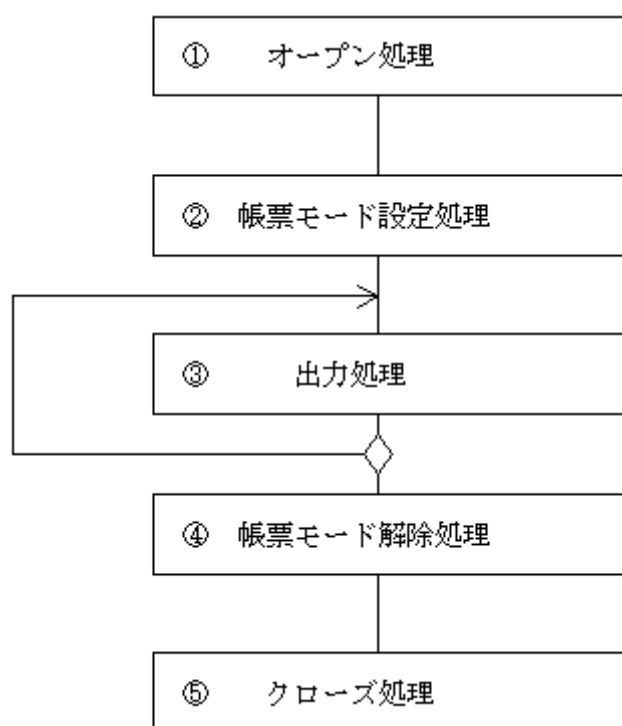 ① オープン処理
② 帳票モード設定処理
③ 出力処理
④ 帳票モード解除処理
⑤ クローズ処理